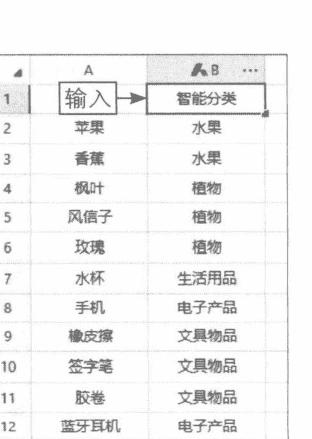 A B ...
1 输入 智能分类
2 苹果 水果
3 香蕉 水果
4 枫叶 植物
5 风信子 植物
6 玫瑰 植物
7 水杯 生活用品
8 手机 电子产品
9 橡皮擦 文具物品
10 签字笔 文具物品
11 胶卷 文具物品
12 蓝牙耳机 电子产品